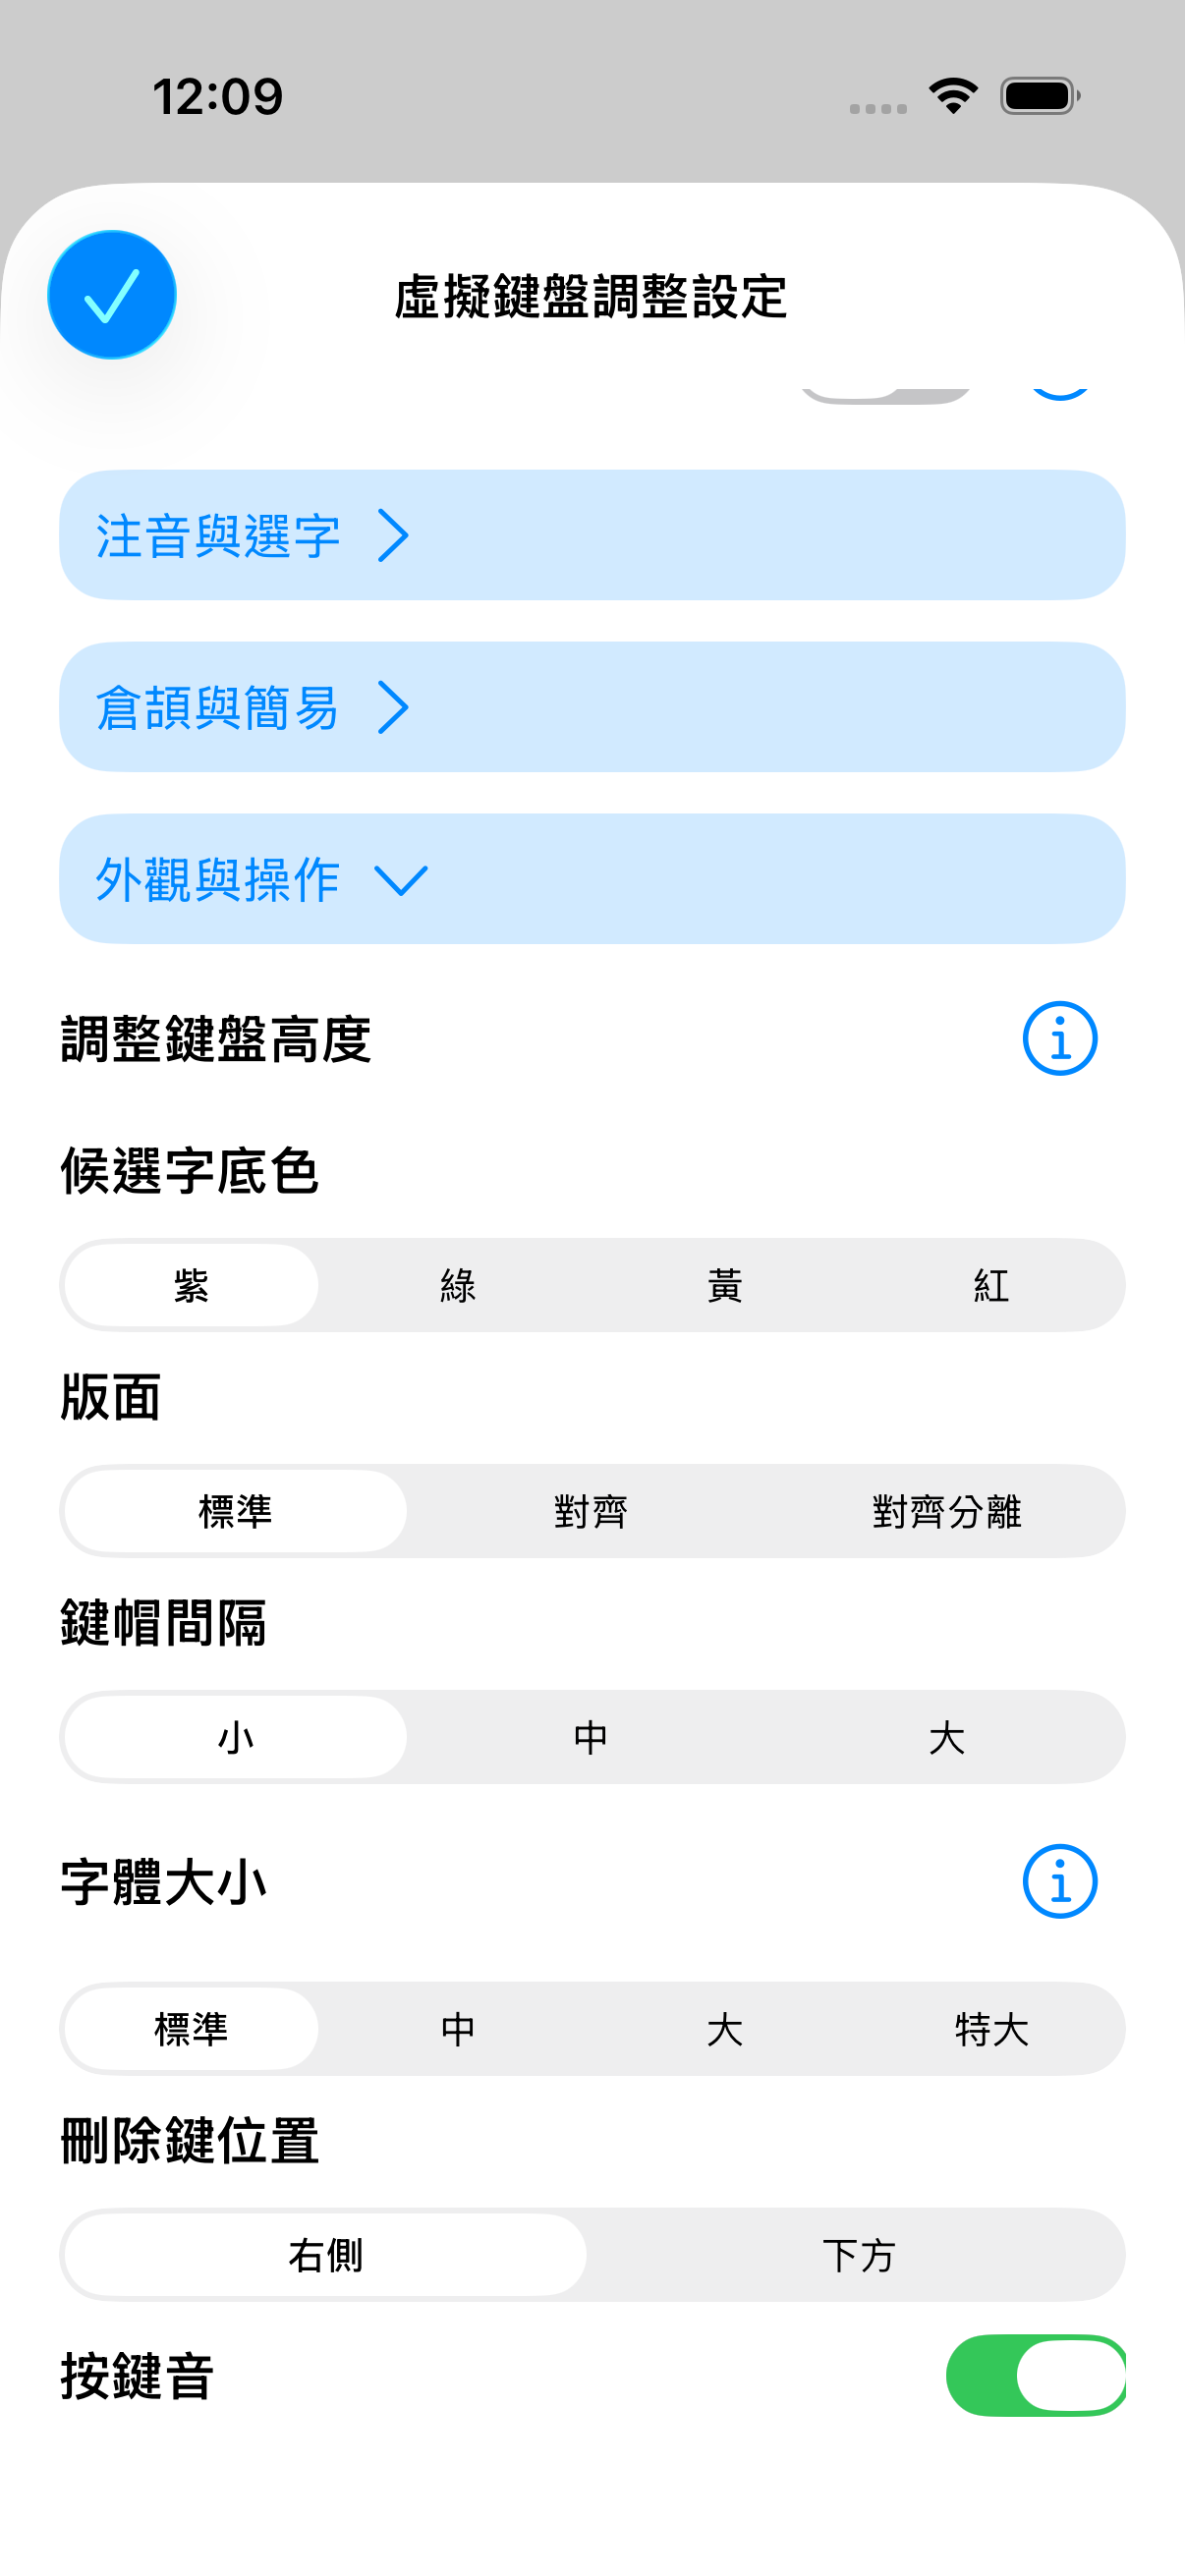 12:09
虛擬鍵盤調整設定
注音與選字
倉頡與簡易
外觀與操作
調整鍵盤高度
候選字底色
紫 綠 黃 紅
版面
標準 對齊 對齊分離
鍵帽間隔
小 中 大
字體大小
標準 中 大 特大
刪除鍵位置
右側 下方
按鍵音